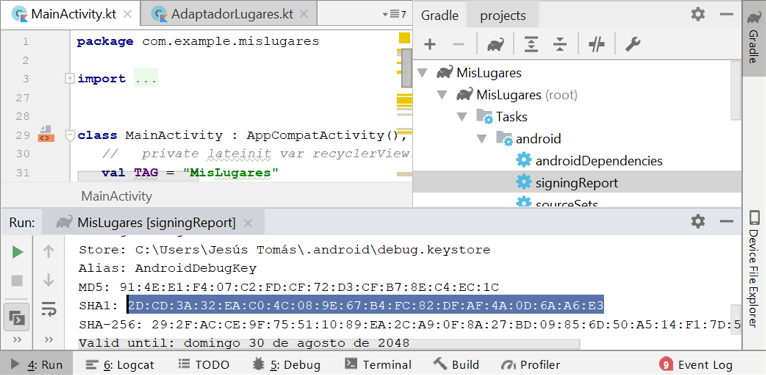 MainActivity.kt
AdaptadorLugares.kt
7
1 package com.example.mislugares
2
3 import ...
28
29 class MainActivity : AppCompatActivity(),
30 // private lateinit var recyclerView:
31 val TAG = "MisLugares"
MainActivity
Gradle projects
MisLugares
MisLugares (root)
Tasks
android
androidDependencies
signingReport
sourceSets
Gradle
Device File Explorer
Run: MisLugares [signingReport]
Store: C:\Users\Jesús Tomás\.android\debug.keystore
Alias: AndroidDebugKey
MD5: 91:4E:E1:F4:07:C2:FD:CF:72:D3:CF:B7:8E:C4:EC:1C
SHA1: 2D:CD:3A:32:EA:C0:4C:08:9E:67:B4:FC:82:DF:AF:4A:0D:6A:A6:E3
SHA-256: 29:2F:AC:CE:9F:75:51:10:89:EA:2C:A9:0F:8A:27:BD:09:85:6D:50:A5:14:F1:7D:5
Valid until: domingo 30 de agosto de 2048
4: Run
6: Logcat
TODO
5: Debug
Terminal
Build
Profiler
9 Event Log